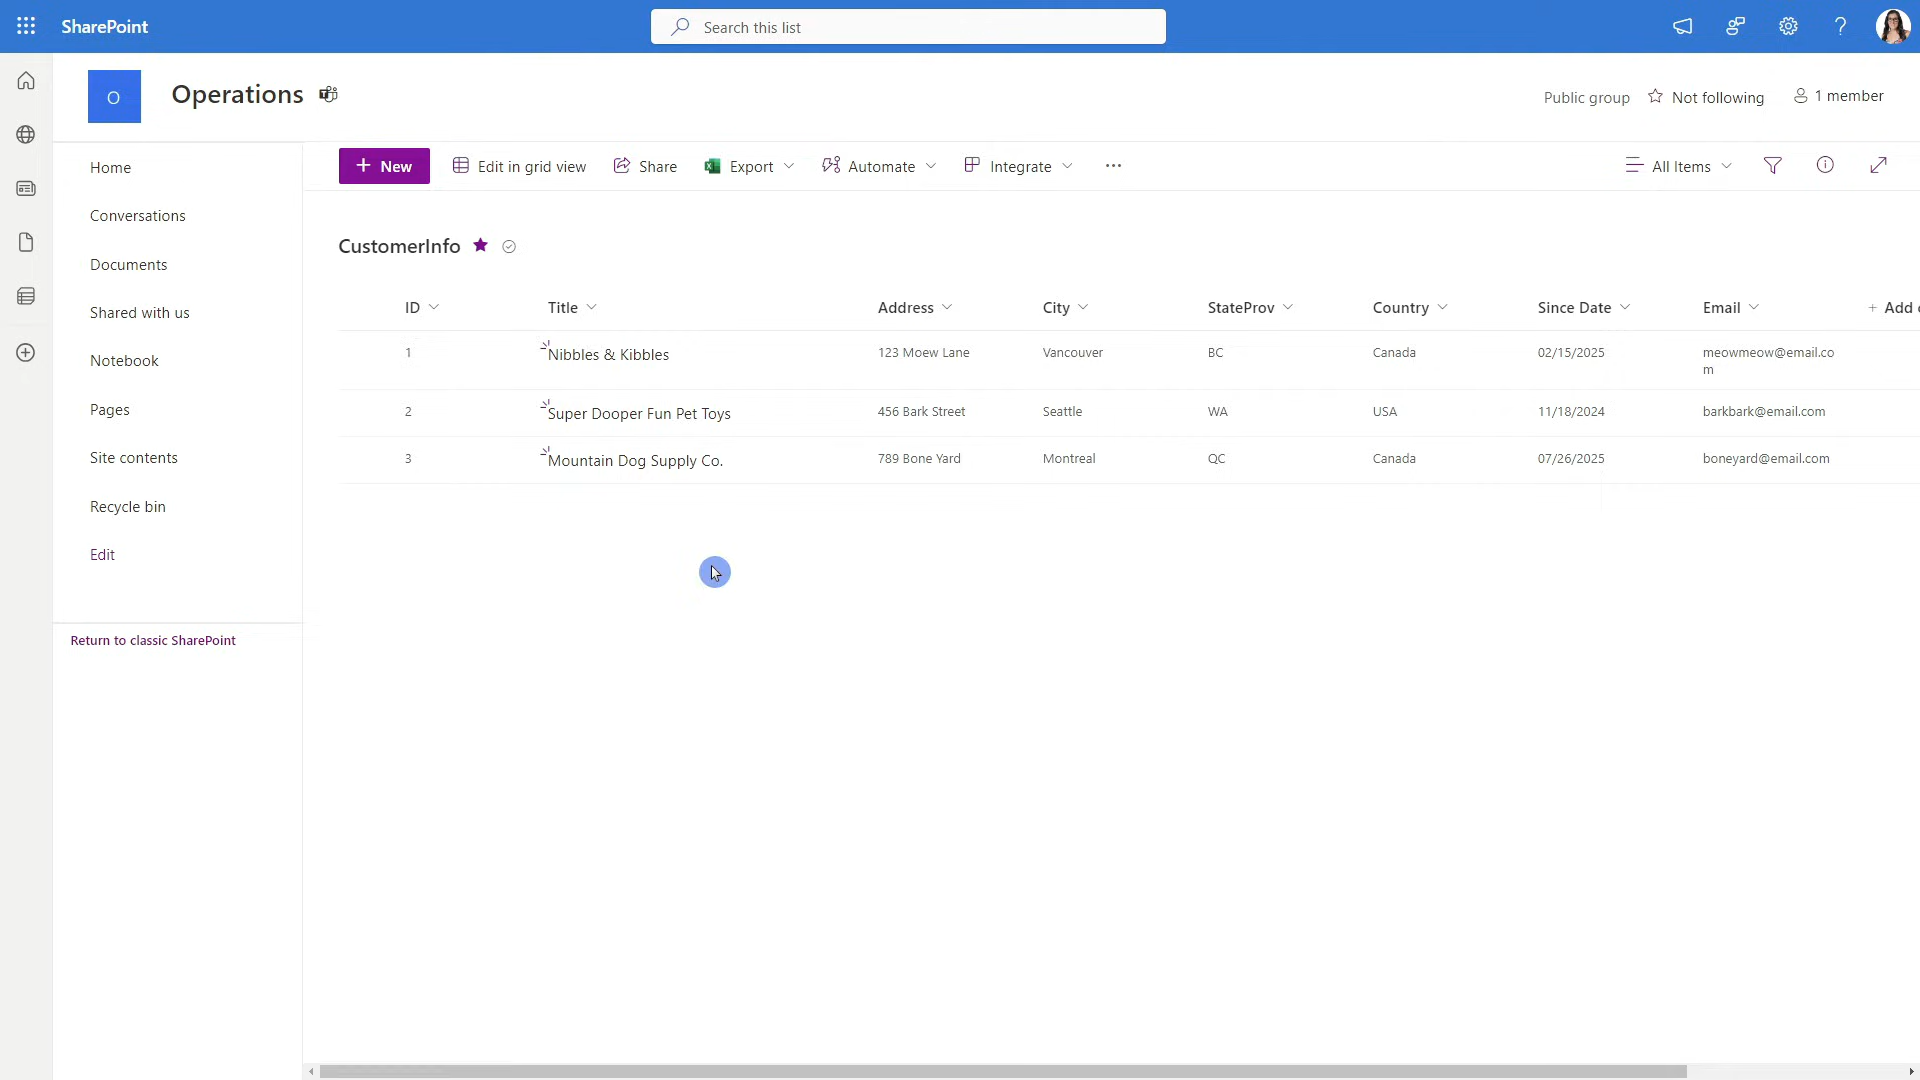 SharePoint
Search this list
O
Operations
Public group
Not following
1 member
Home
Conversations
Documents
Shared with us
Notebook
Pages
Site contents
Recycle bin
Edit
Return to classic SharePoint
+ New
Edit in grid view
Share
Export
Automate
Integrate
...
All Items
CustomerInfo
ID Title Address City StateProv Country Since Date Email + Add
1 Nibbles & Kibbles 123 Moew Lane Vancouver BC Canada 02/15/2025 meowmeow@email.co
m
2 Super Dooper Fun Pet Toys 456 Bark Street Seattle WA USA 11/18/2024 barkbark@email.com
3 Mountain Dog Supply Co. 789 Bone Yard Montreal QC Canada 07/26/2025 boneyard@email.com